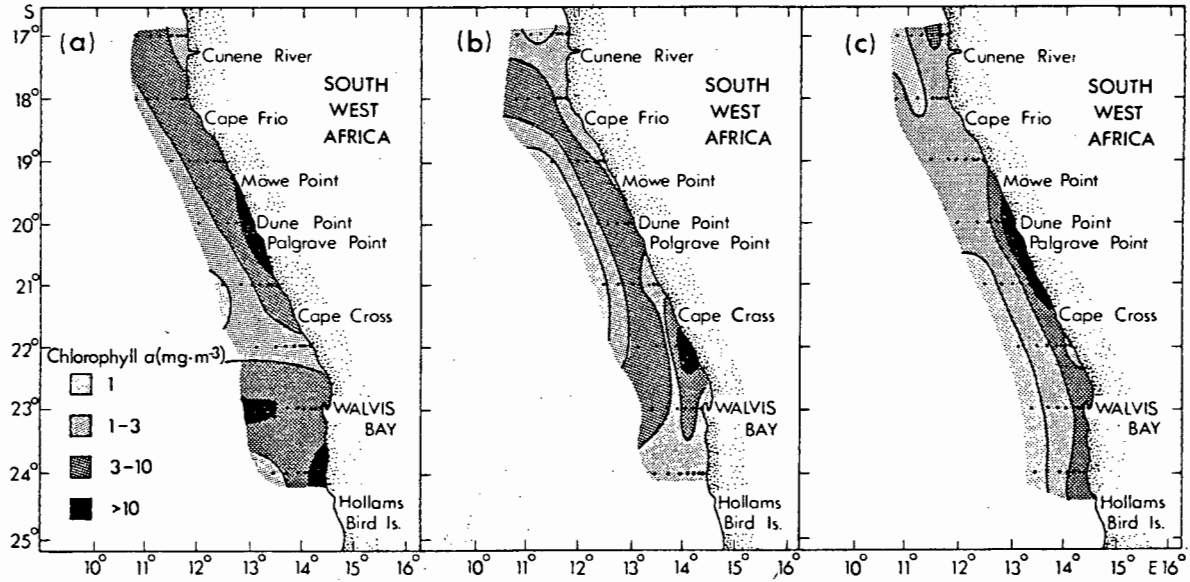 S
17°
18°
19°
20°
21°
22°
23°
24°
25°
(a)
Cunene River
SOUTH
WEST
AFRICA
Cape Frio
Möwe Point
Dune Point
Palgrave Point
Cape Cross
Chlorophyll a(mg·m-3)
1
1–3
3–10
>10
WALVIS
BAY
Hollams
Bird Is.
10° 11° 12° 13° 14° 15° 16°
(b)
Cunene River
SOUTH
WEST
AFRICA
Cape Frio
Möwe Point
Dune Point
Palgrave Point
Cape Crass
WALVIS
BAY
Hollams
Bird Is.
10° 11° 12° 13° 14° 15° 16°
(c)
Cunene River
SOUTH
WEST
AFRICA
Cape Frio
Möwe Point
Dune Point
Palgrave Point
Cape Cross
WALVIS
BAY
Hollams
Bird Is.
10° 11° 12° 13° 14° 15° E 16°